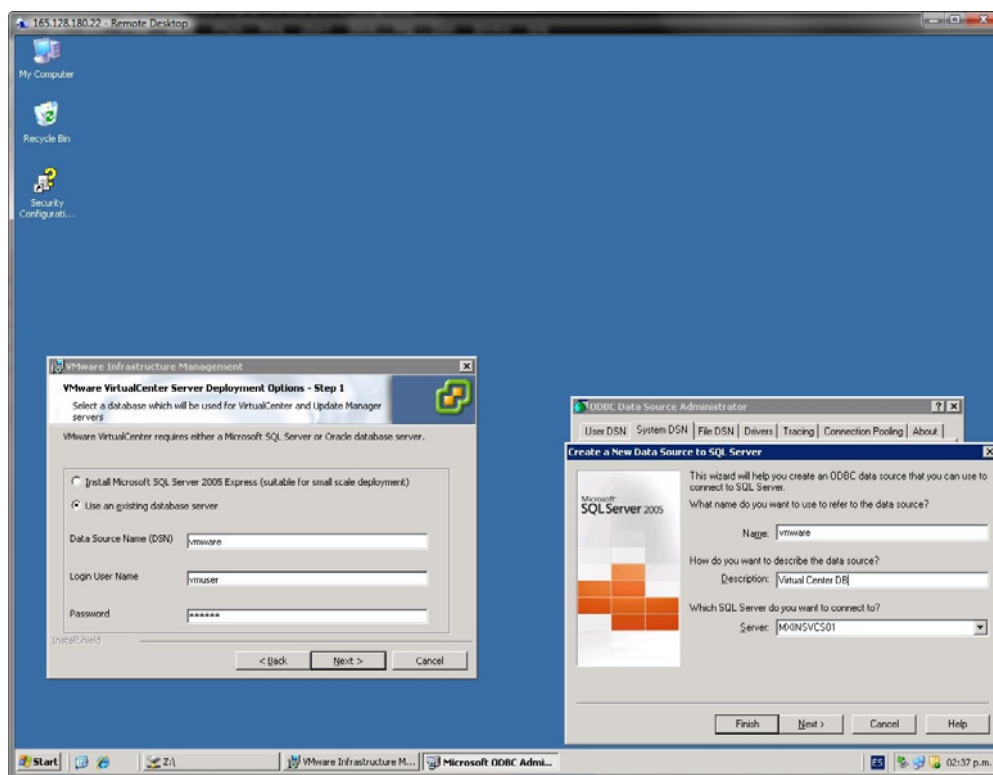 165.128.180.22 - Remote Desktop
My Computer
Recycle Bin
Security
Configurati...
VMware Infrastructure Management
VMware VirtualCenter Server Deployment Options - Step 1
Select a database which will be used for VirtualCenter and Update Manager
servers
VMware VirtualCenter requires either a Microsoft SQL Server or Oracle database server.
Install Microsoft SQL Server 2005 Express (suitable for small scale deployment)
Use an existing database server
Data Source Name (DSN)
vmware
Login User Name
vmuser
Password
******
InstallShield
< Back
Next >
Cancel
ODBC Data Source Administrator
User DSN
System DSN
File DSN
Drivers
Tracing
Connection Pooling
About
Create a New Data Source to SQL Server
Microsoft
SQL Server 2005
This wizard will help you create an ODBC data source that you can use to
connect to SQL Server.
What name do you want to use to refer to the data source?
Name: vmware
How do you want to describe the data source?
Description: Virtual Center DB
Which SQL Server do you want to connect to?
Server: MXINSVCS01
Finish
Next >
Cancel
Help
Start
Z:\
VMware Infrastructure M...
Microsoft ODBC Admi...
ES
02:37 p.m.